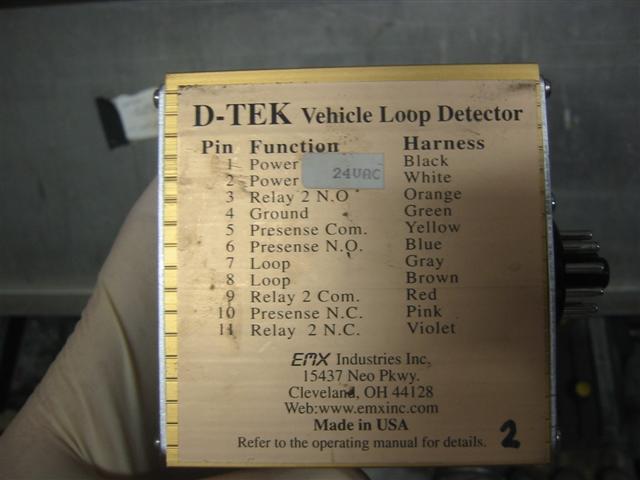 D-TEK Vehicle Loop Detector
Pin Function Harness
1 Power Black
2 Power 24VAC White
3 Relay 2 N.O Orange
4 Ground Green
5 Presense Com. Yellow
6 Presense N.O. Blue
7 Loop Gray
8 Loop Brown
9 Relay 2 Com. Red
10 Presense N.C. Pink
11 Relay 2 N.C. Violet
EMX Industries Inc.
15437 Neo Pkwy.
Cleveland, OH 44128
Web:www.emxinc.com
Made in USA
Refer to the operating manual for details. 2